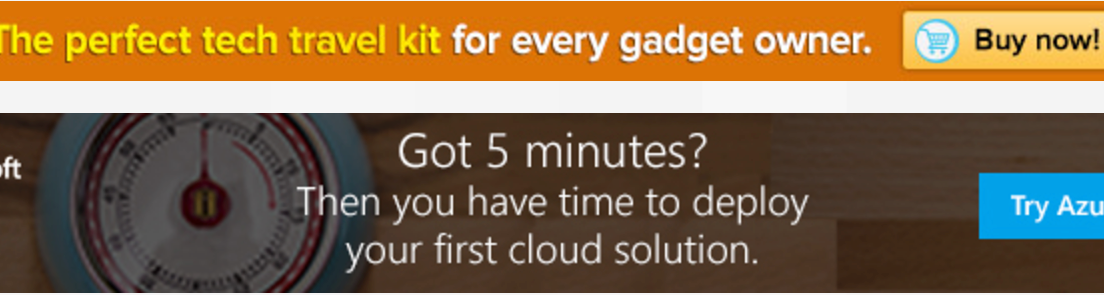 The perfect tech travel kit for every gadget owner. Buy now!
Got 5 minutes?
Then you have time to deploy
your first cloud solution.
Try